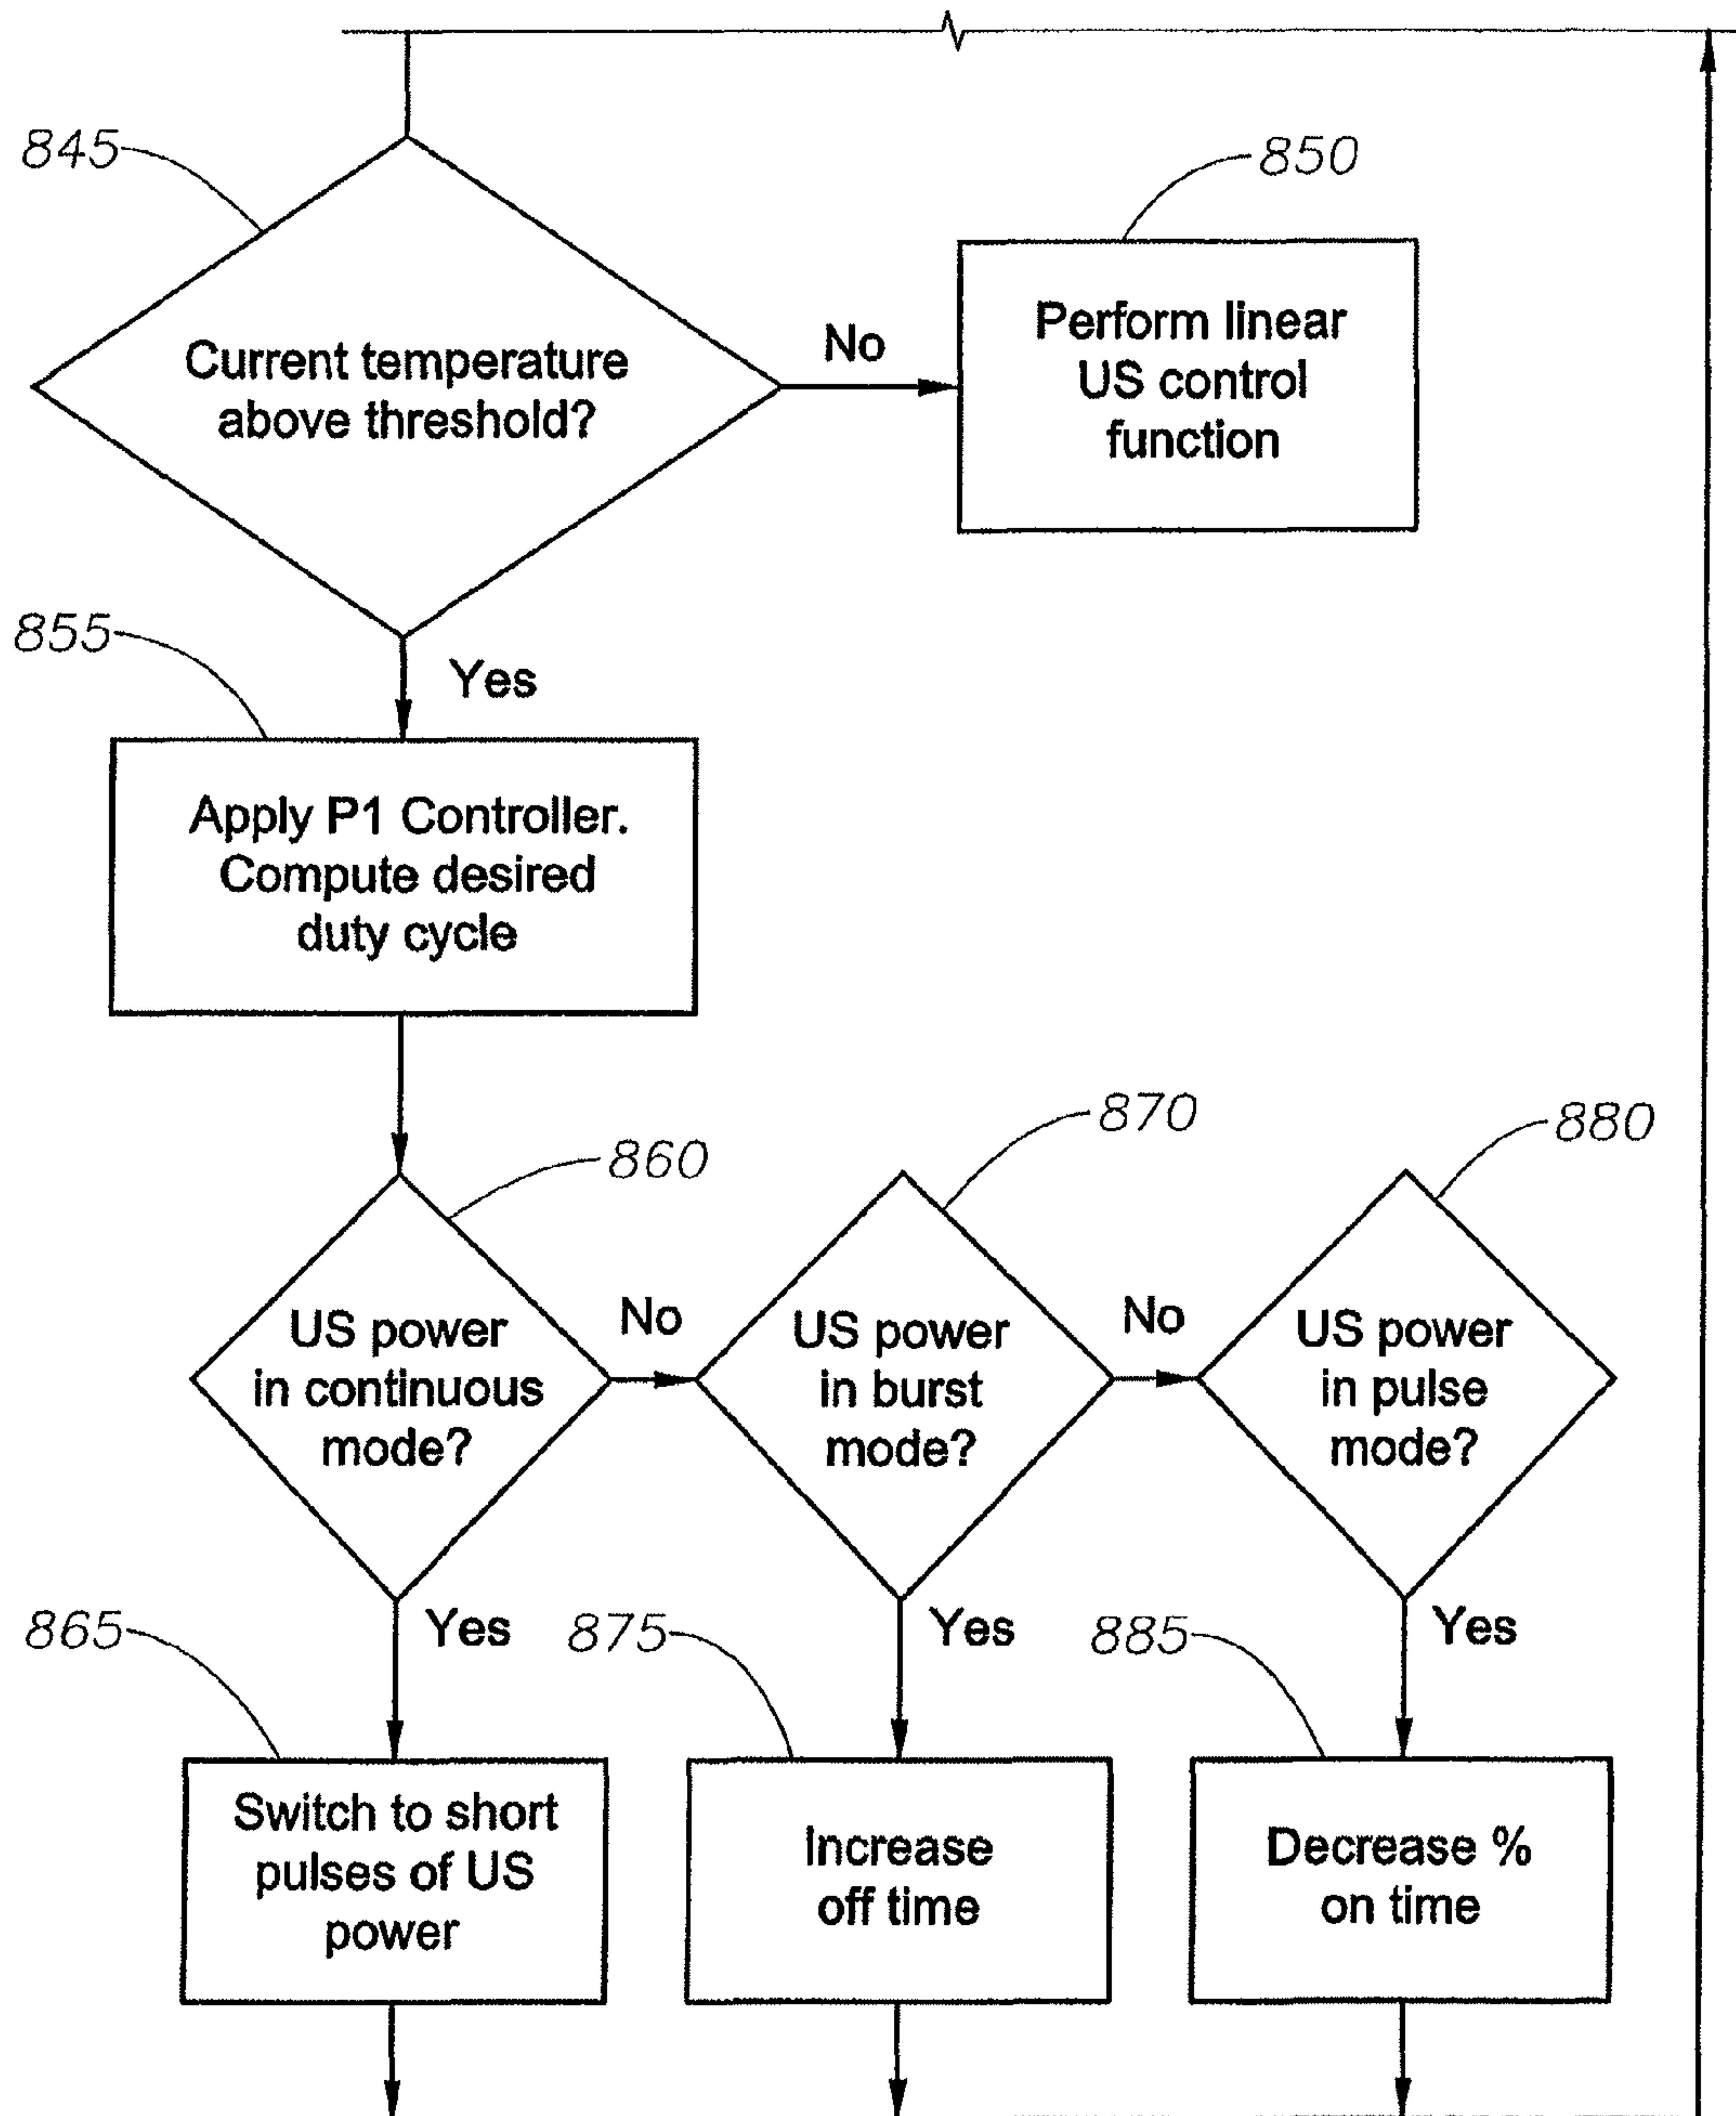 845
850
Current temperature
above threshold?
No
Perform linear
US control
function
855
Yes
Apply P1 Controller.
Compute desired
duty cycle
860
870
880
US power
in continuous
mode?
No
US power
in burst
mode?
No
US power
in pulse
mode?
865
Yes
875
Yes
885
Yes
Switch to short
pulses of US
power
Increase
off time
Decrease %
on time